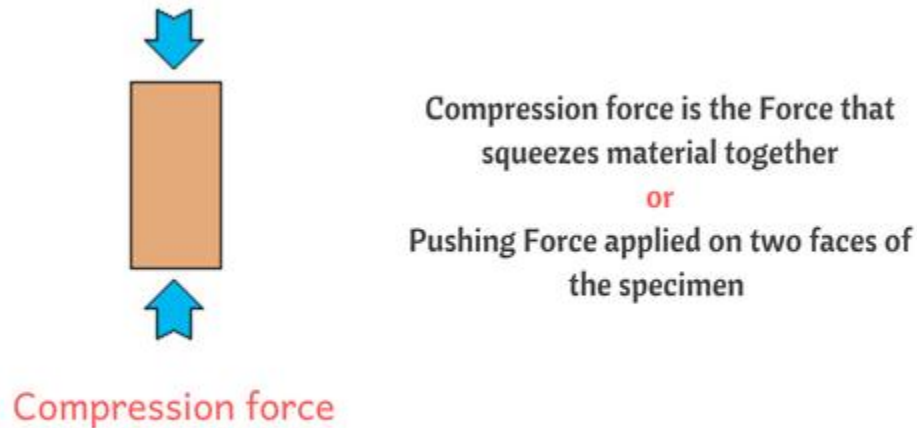 Compression force is the Force that
squeezes material together
or
Pushing Force applied on two faces of
the specimen
Compression force